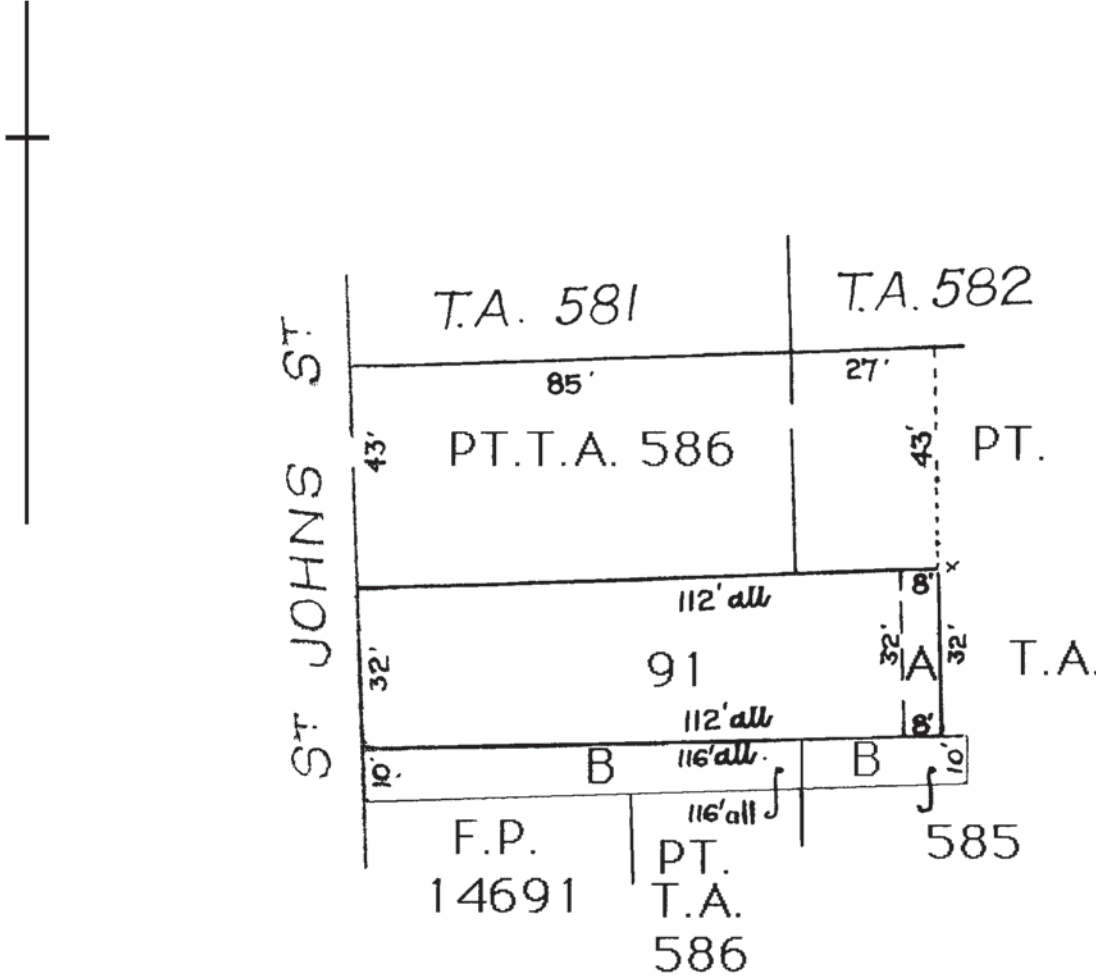 T.A. 581
T.A. 582
ST JOHNS ST.
85'
27'
43'
PT.T.A. 586
43'
PT.
x
8'
112' all
32'
91
32'
A
32'
T.A.
112' all
8'
10'
B
116' all.
B
10'
116' all
F.P.
14691
PT.
T.A.
586
585